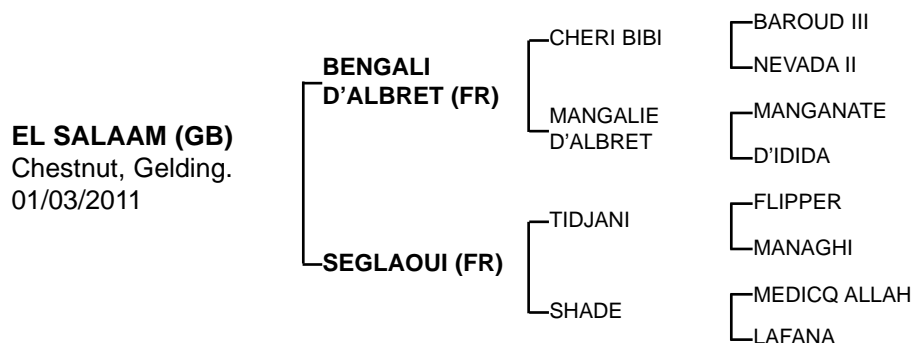 EL SALAAM (GB)
Chestnut, Gelding.
01/03/2011
BENGALI
D’ALBRET (FR)
SEGLAOUI (FR)
CHERI BIBI
MANGALIE
D’ALBRET
TIDJANI
SHADE
BAROUD III
NEVADA II
MANGANATE
D’IDIDA
FLIPPER
MANAGHI
MEDICQ ALLAH
LAFANA